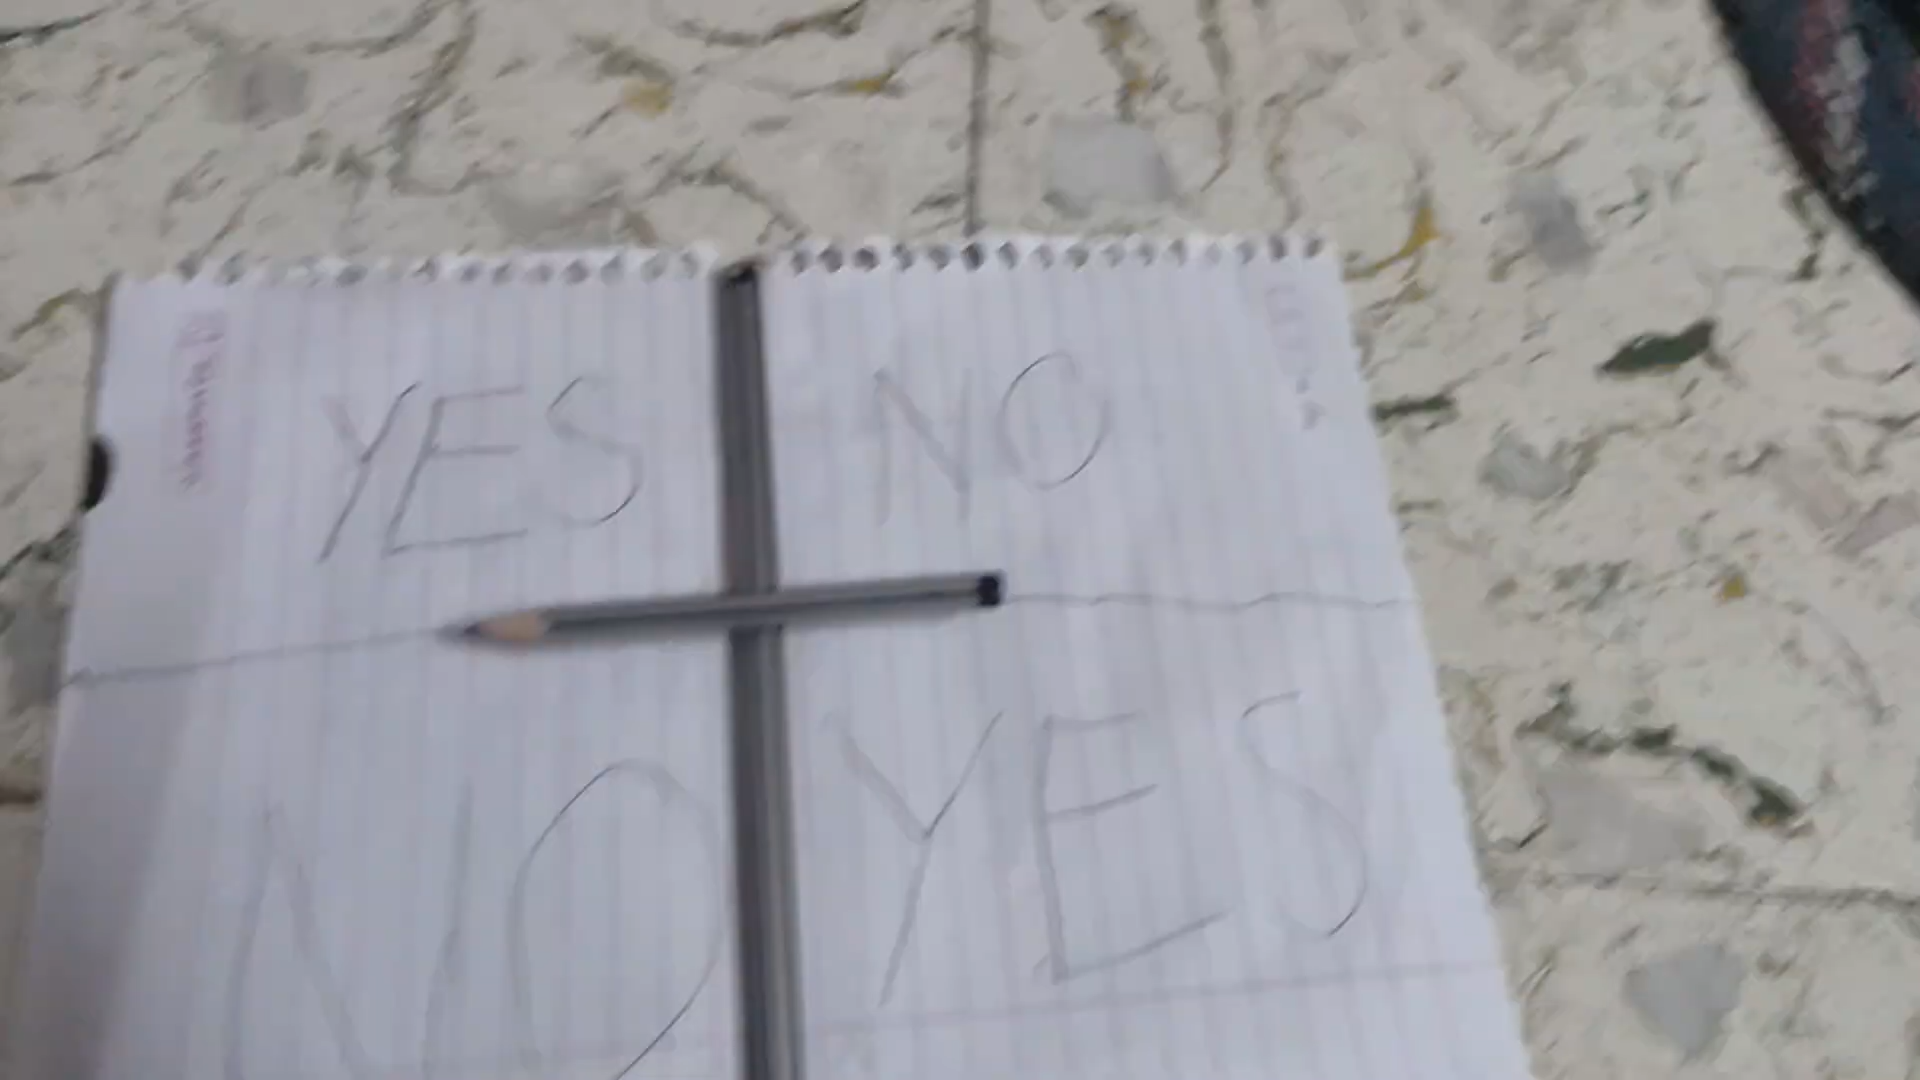 YES NO
NO YES